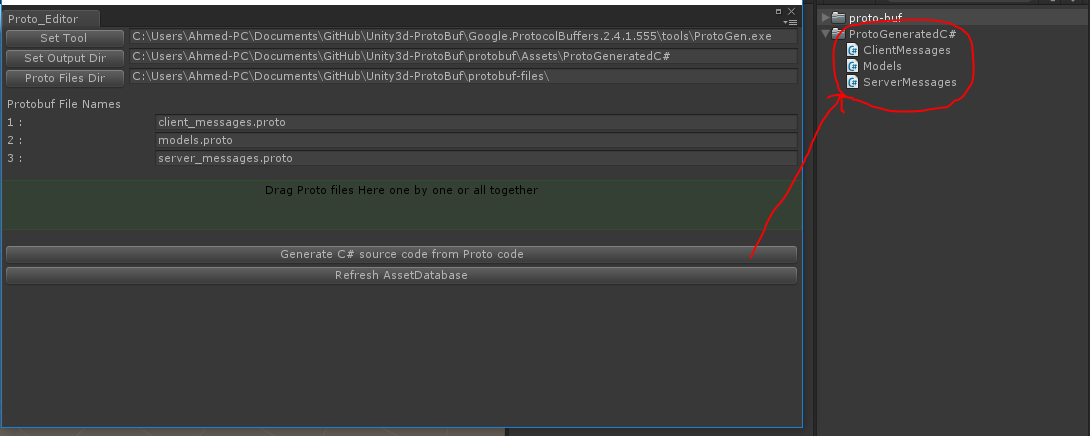 Proto_Editor
Set Tool C:\Users\Ahmed-PC\Documents\GitHub\Unity3d-ProtoBuf\Google.ProtocolBuffers.2.4.1.555\tools\ProtoGen.exe
Set Output Dir C:\Users\Ahmed-PC\Documents\GitHub\Unity3d-ProtoBuf\protobuf\Assets\ProtoGeneratedC#
Proto Files Dir C:\Users\Ahmed-PC\Documents\GitHub\Unity3d-ProtoBuf\protobuf-files\
Protobuf File Names
1 : client_messages.proto
2 : models.proto
3 : server_messages.proto
Drag Proto files Here one by one or all together
Generate C# source code from Proto code
Refresh AssetDatabase
proto-buf
ProtoGeneratedC#
ClientMessages
Models
ServerMessages